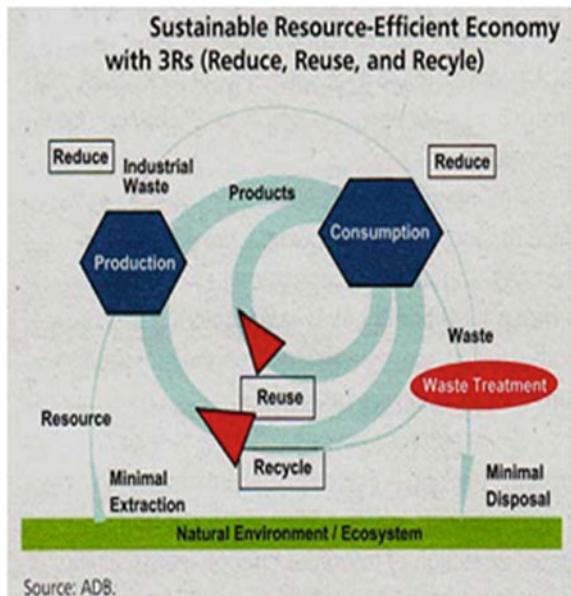 Sustainable Resource-Efficient Economy
with 3Rs (Reduce, Reuse, and Recyle)
Reduce
Reduce
Industrial
Waste
Products
Consumption
Production
Waste
Reuse
Waste Treatment
Resource
Recycle
Minimal
Extraction
Minimal
Disposal
Natural Environment / Ecosystem
Source: ADB.